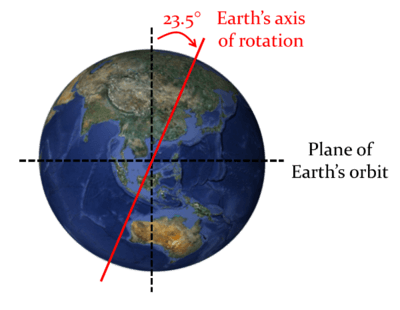 23.5° Earth's axis
of rotation
Plane of
Earth's orbit